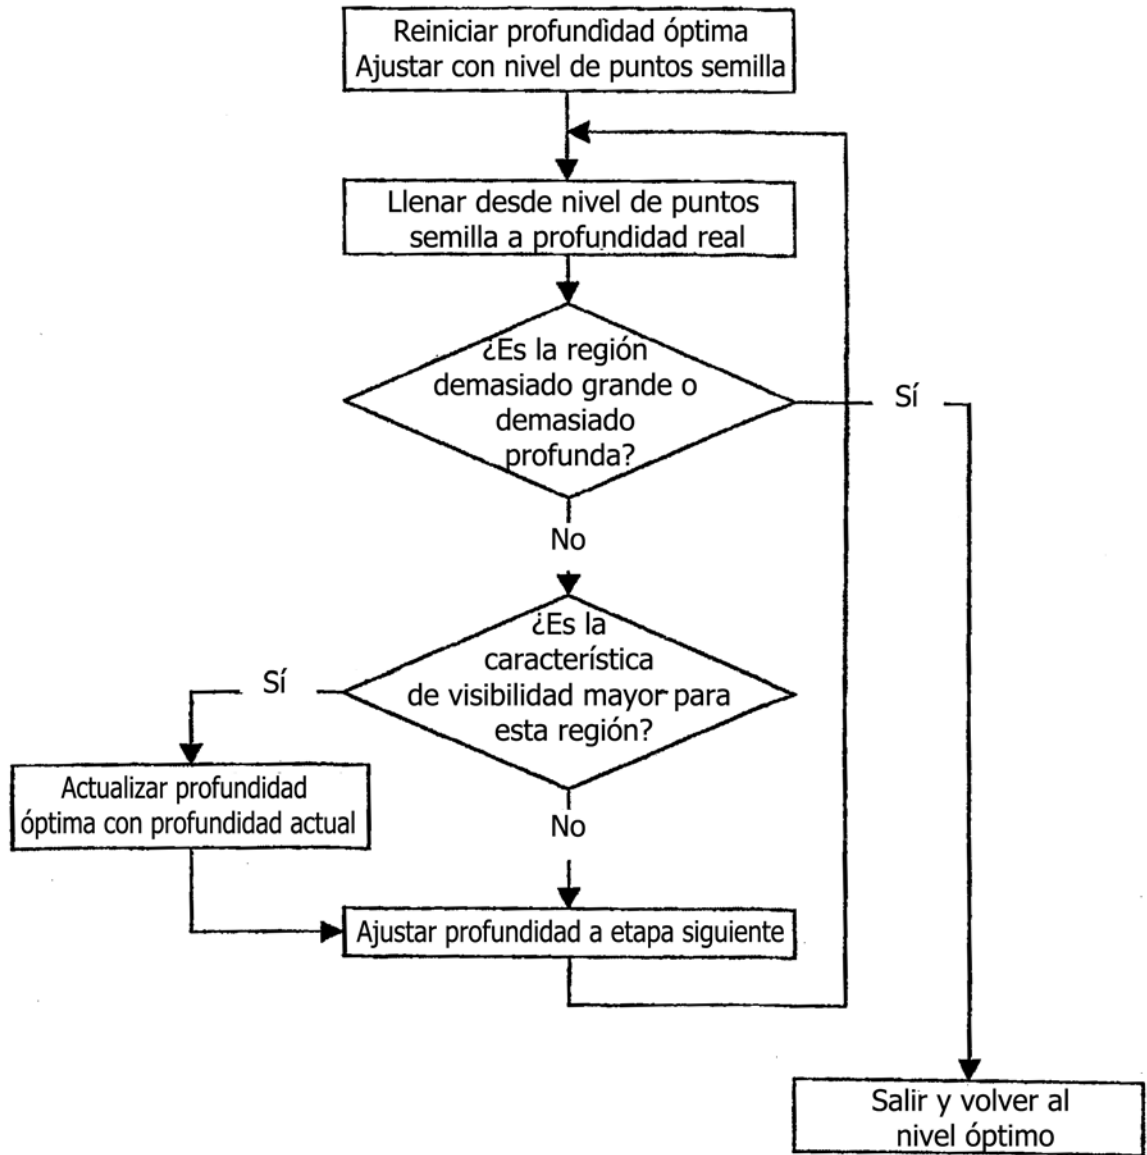 Reiniciar profundidad óptima
Ajustar con nivel de puntos semilla
Llenar desde nivel de puntos
semilla a profundidad real
¿Es la región
demasiado grande o
demasiado
profunda?
Sí
No
¿Es la
característica
de visibilidad mayor para
esta región?
Sí
Actualizar profundidad
óptima con profundidad actual
No
Ajustar profundidad a etapa siguiente
Salir y volver al
nivel óptimo